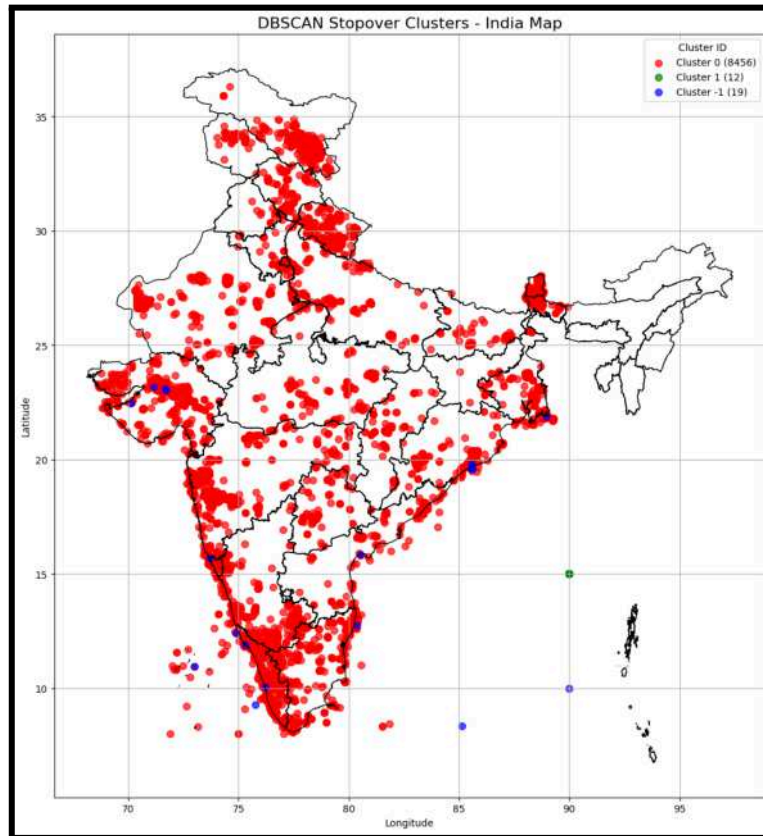 DBSCAN Stopover Clusters - India Map
Cluster ID
Cluster 0 (8456)
Cluster 1 (12)
Cluster -1 (19)
Latitude
35
30
25
20
15
10
70
75
80
85
90
95
Longitude